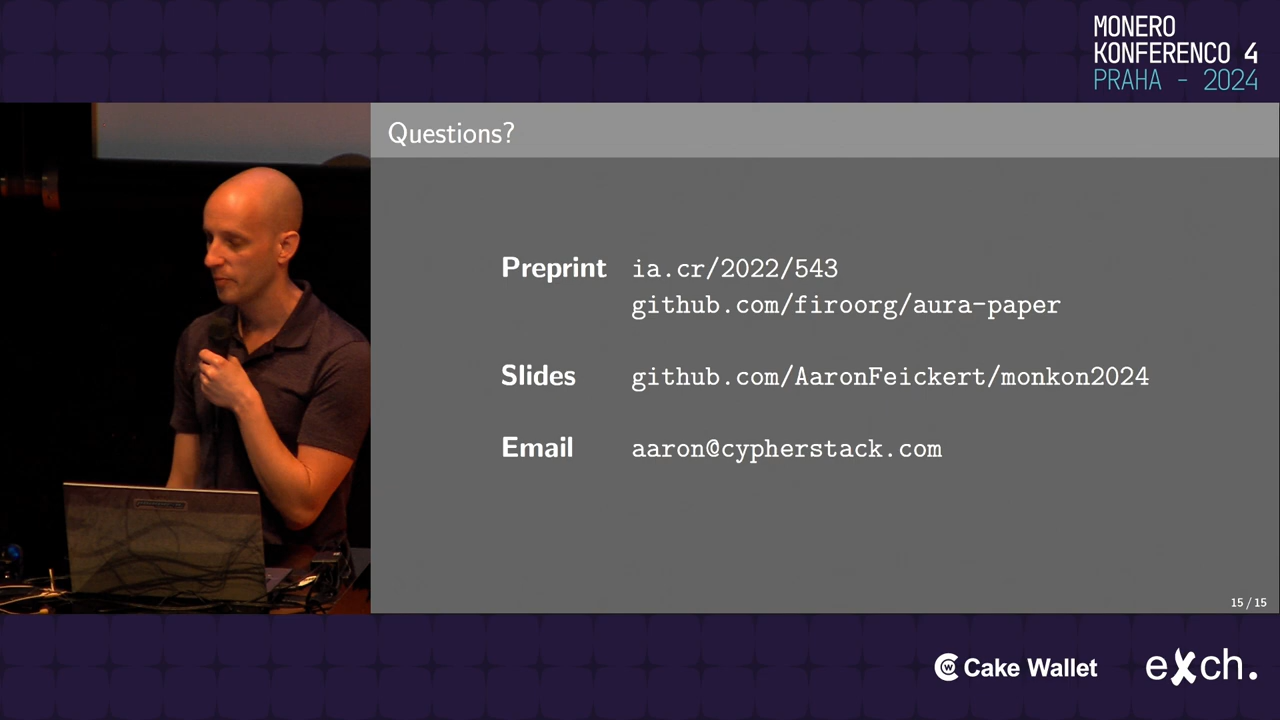 MONERO
KONFERENCO 4
PRAHA - 2024
Questions?
Preprint ia.cr/2022/543
github.com/firoorg/aura-paper
Slides github.com/AaronFeickert/monkon2024
Email aaron@cypherstack.com
15 / 15
Cake Wallet
eXch.